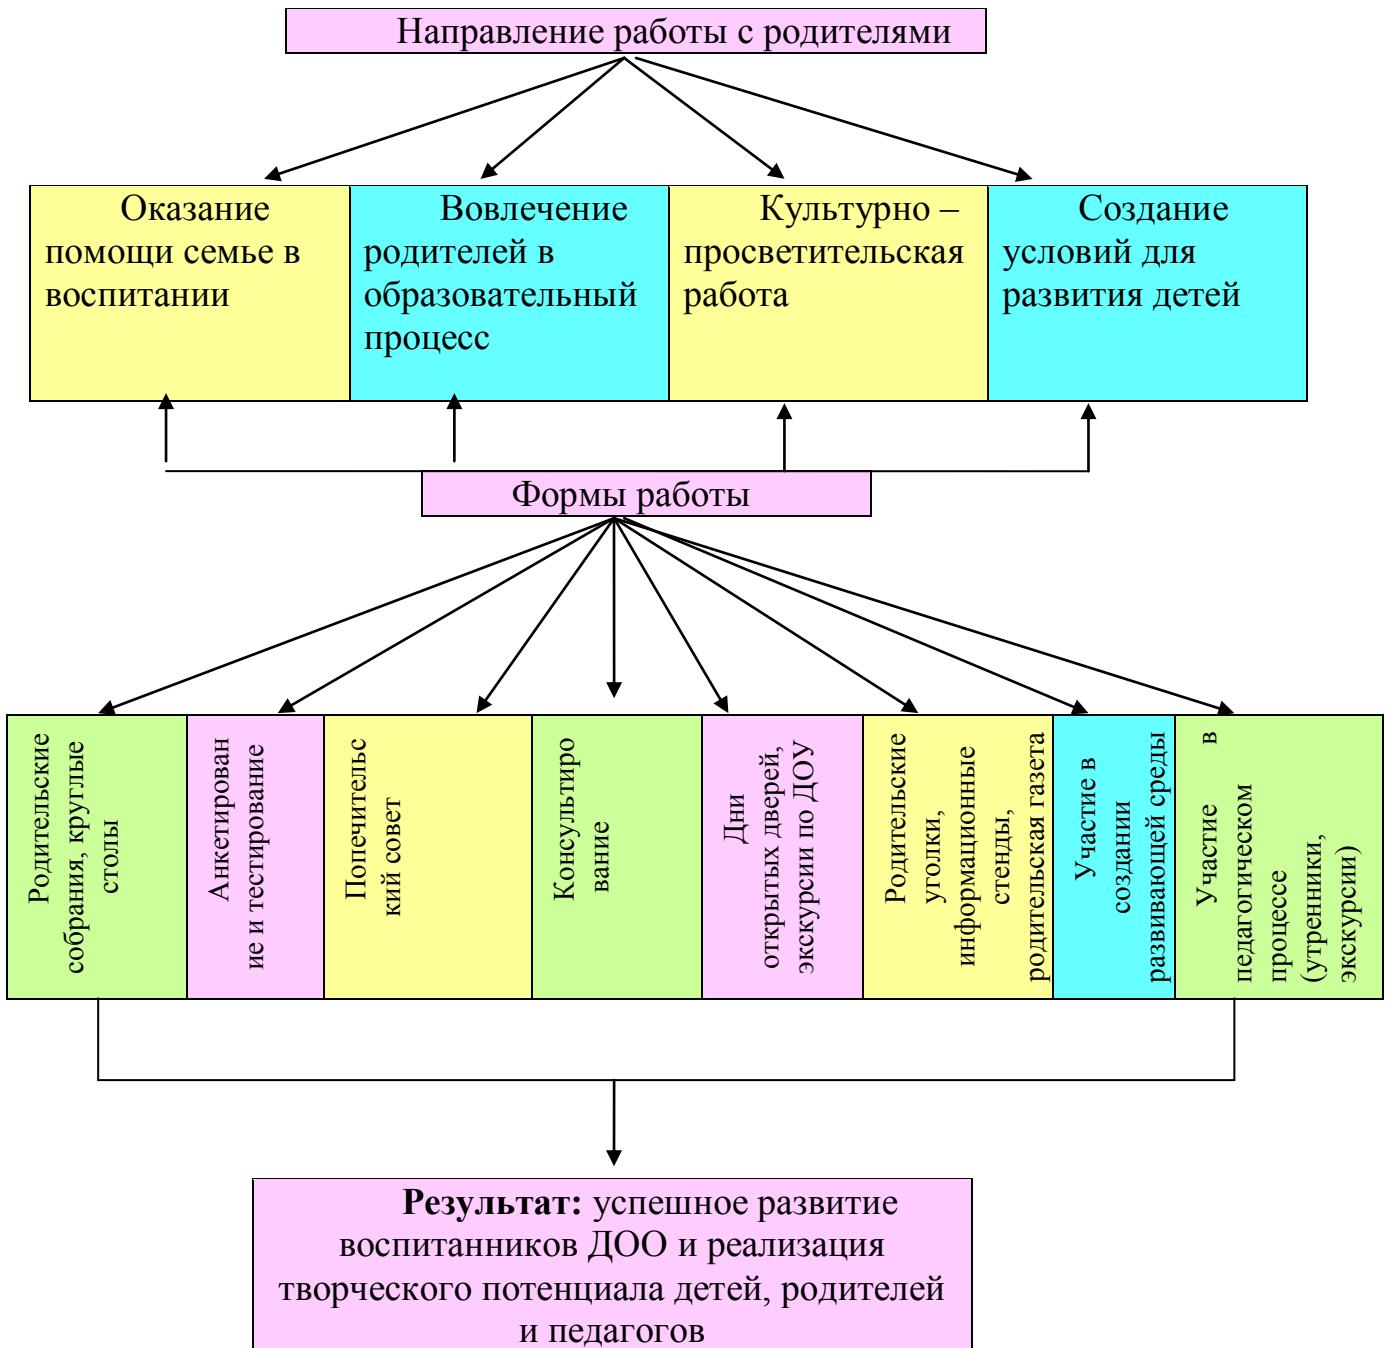 Направление работы с родителями
Оказание
помощи семье в
воспитании
Вовлечение
родителей в
образовательный
процесс
Культурно –
просветительская
работа
Создание
условий для
развития детей
Формы работы
Родительские
собрания, круглые
столы
Анкетирован
ие и тестирование
Попечительс
кий совет
Консультиро
вание
Дни
открытых дверей,
экскурсии по ДОУ
Родительские
уголки,
информационные
стенды,
родительская газета
Участие в
создании
развивающей среды
Участие в
педагогическом
процессе
(утренники,
экскурсии)
Результат: успешное развитие
воспитанников ДОО и реализация
творческого потенциала детей, родителей
и педагогов